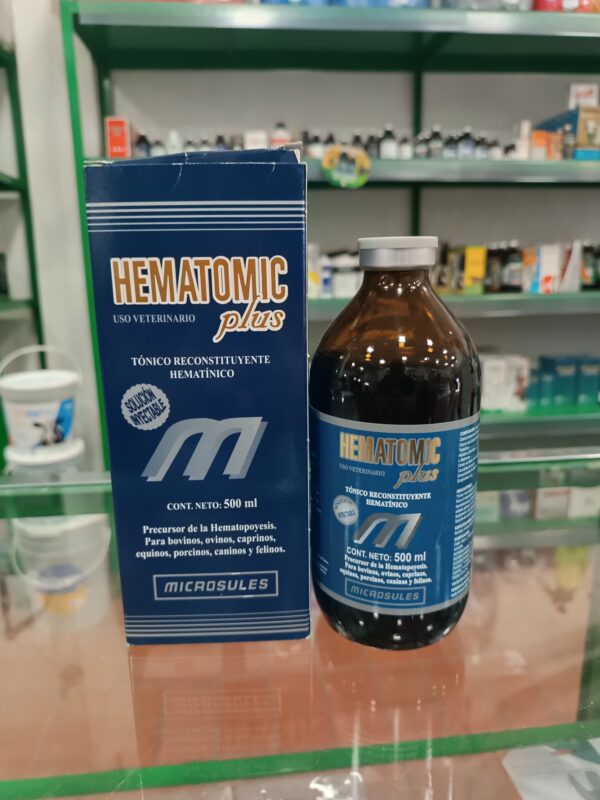 HEMATOMIC
plus
USO VETERINARIO
TÓNICO RECONSTITUYENTE
HEMATÍNICO
SOLUCIÓN
INYECTABLE
m
CONT. NETO: 500 ml
Precursor de la Hematopoyesis.
Para bovinos, ovinos, caprinos,
equinos, porcinos, caninos y felinos.
MICROSULES
HEMATOMIC
plus
USO VETERINARIO
TÓNICO RECONSTITUYENTE
HEMATÍNICO
m
CONT. NETO: 500 ml
Precursor de la Hematopoyesis.
Para bovinos, ovinos, caprinos,
equinos, porcinos, caninos y felinos.
MICROSULES